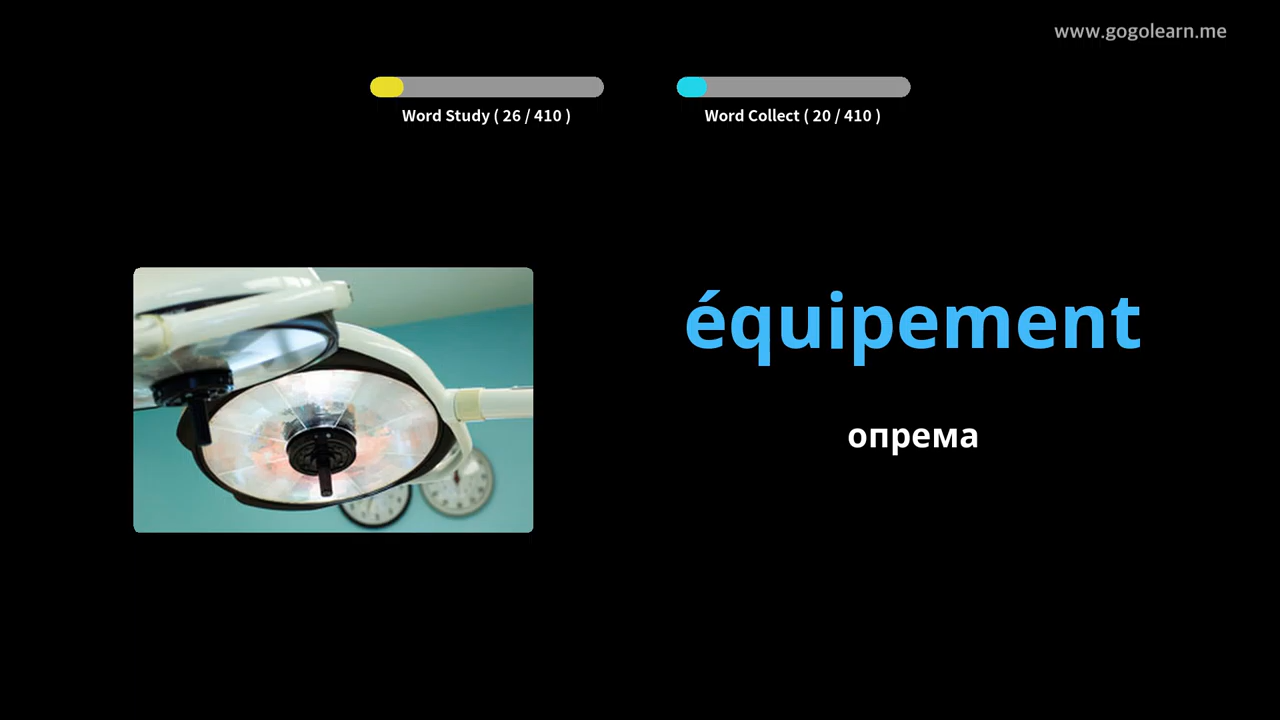 www.gogolearn.me
Word Study ( 26 / 410 )
Word Collect ( 20 / 410 )
équipement
опрема